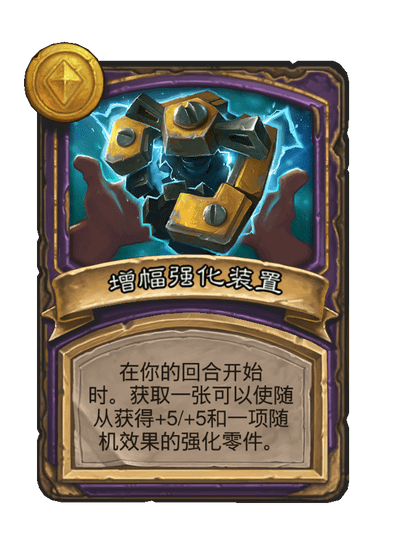 增幅强化装置
在你的回合开始
时。获取一张可以使随
从获得+5/+5和一项随
机效果的强化零件。